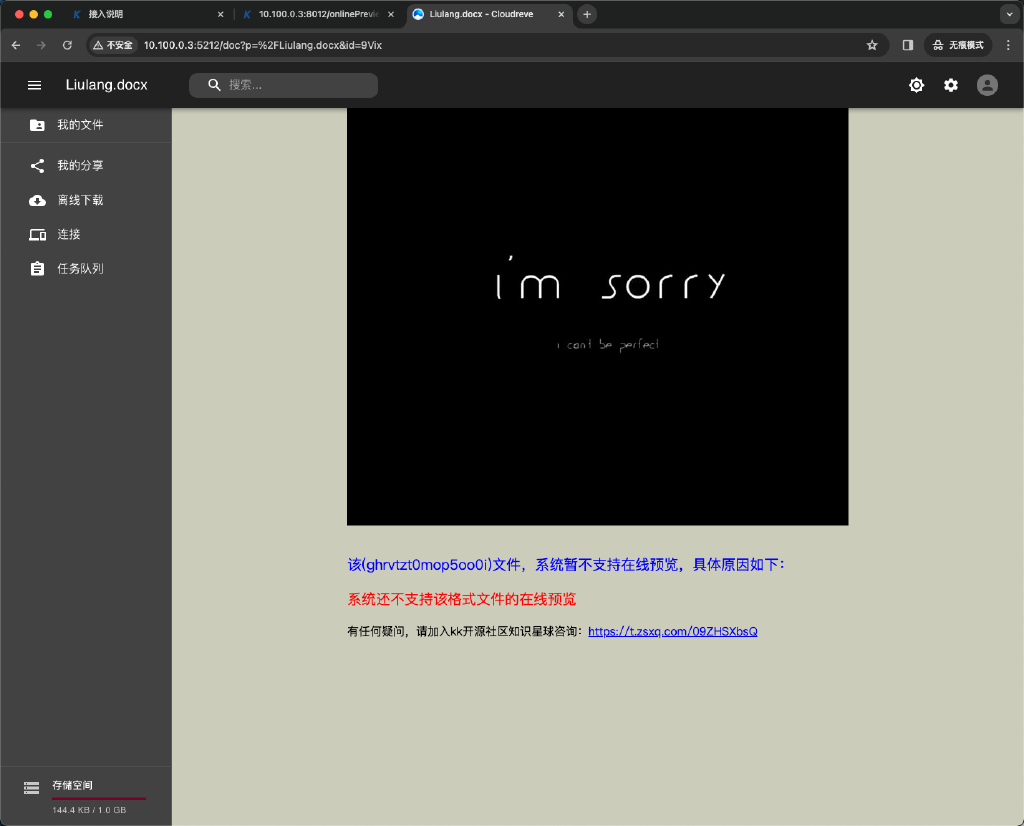 接入说明
10.100.0.3:8012/onlinePrevie
Liulang.docx - Cloudreve
不安全
10.100.0.3:5212/doc?p=%2FLiulang.docx&id=9Vix
无痕模式
Liulang.docx
搜索...
我的文件
我的分享
离线下载
连接
任务队列
i'm sorry
i can't be perfect
该(ghrvtzt0mop5oo0i)文件，系统暂不支持在线预览，具体原因如下：
系统还不支持该格式文件的在线预览
有任何疑问，请加入kk开源社区知识星球咨询：https://t.zsxq.com/09ZHSXbsQ
存储空间
144.4 KB / 1.0 GB